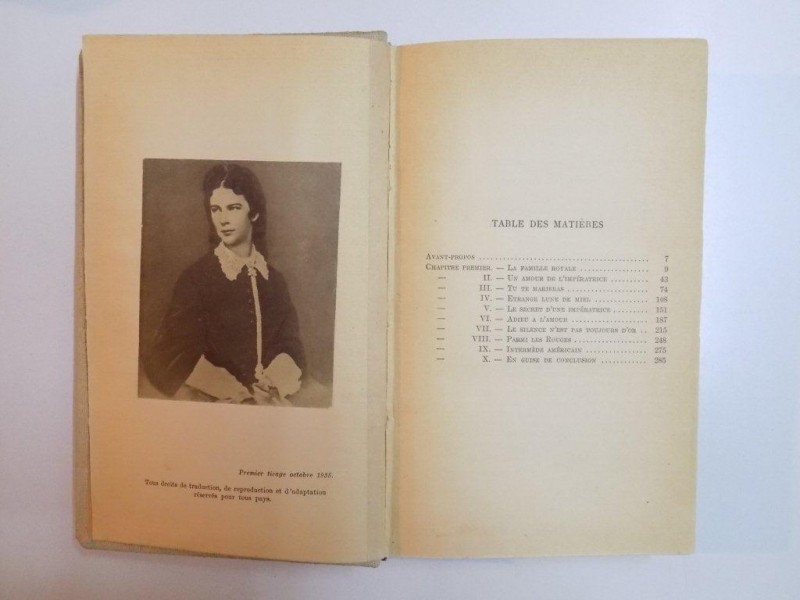 Premier tirage octobre 1935.
Tous droits de traduction, de reproduction et d'adaptation
réservés pour tous pays.
TABLE DES MATIÈRES
AVANT-PROPOS ........ 7
CHAPITRE PREMIER. — LA FAMILLE ROYALE ........ 9
— II. — UN AMOUR DE L'IMPÉRATRICE ........ 43
— III. — TU TE MARIERAS ........ 74
— IV. — ÉTRANGE LUNE DE MIEL ........ 108
— V. — LE SECRET D'UNE IMPÉRATRICE ........ 151
— VI. — ADIEU A L'AMOUR ........ 187
— VII. — LE SILENCE N'EST PAS TOUJOURS D'OR .. 215
— VIII. — PARMI LES ROUGES ........ 248
— IX. — INTERMÈDE AMÉRICAIN ........ 275
— X. — EN GUISE DE CONCLUSION ........ 285